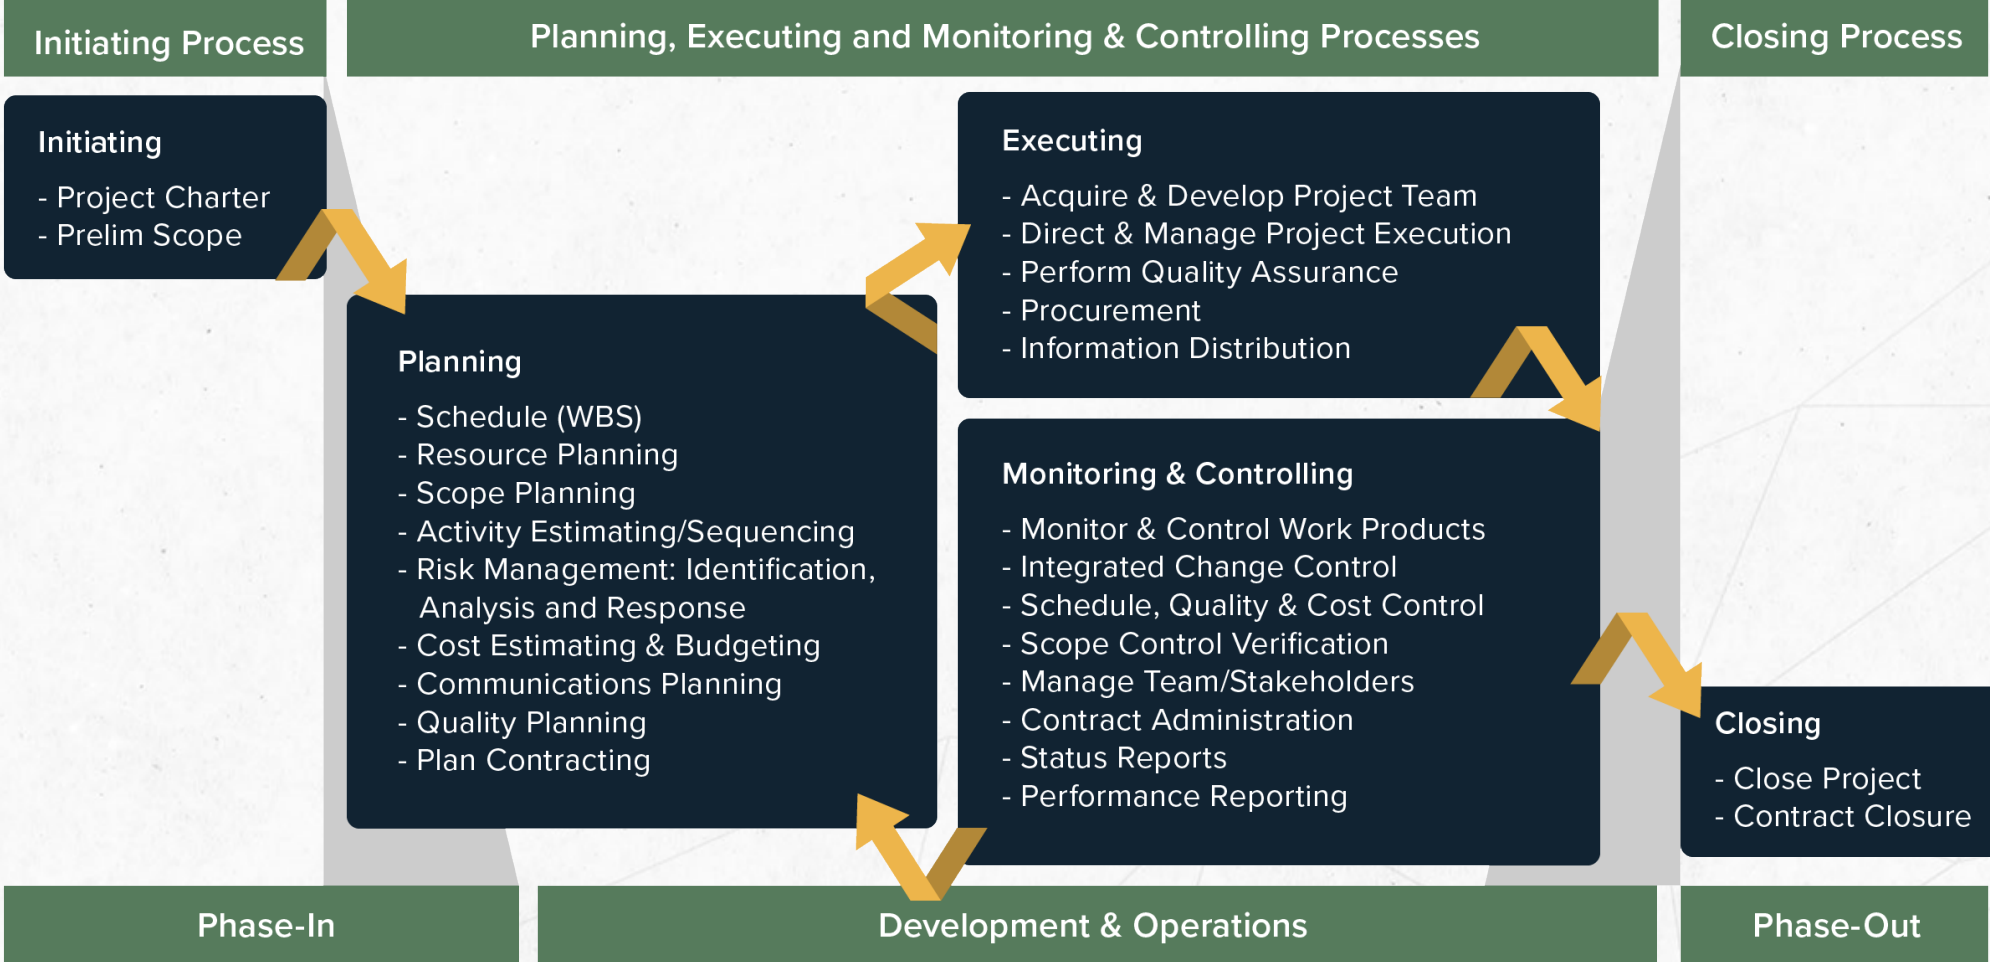 Initiating Process
Planning, Executing and Monitoring & Controlling Processes
Closing Process
Initiating
- Project Charter
- Prelim Scope
Planning
- Schedule (WBS)
- Resource Planning
- Scope Planning
- Activity Estimating/Sequencing
- Risk Management: Identification,
Analysis and Response
- Cost Estimating & Budgeting
- Communications Planning
- Quality Planning
- Plan Contracting
Executing
- Acquire & Develop Project Team
- Direct & Manage Project Execution
- Perform Quality Assurance
- Procurement
- Information Distribution
Monitoring & Controlling
- Monitor & Control Work Products
- Integrated Change Control
- Schedule, Quality & Cost Control
- Scope Control Verification
- Manage Team/Stakeholders
- Contract Administration
- Status Reports
- Performance Reporting
Closing
- Close Project
- Contract Closure
Phase-In
Development & Operations
Phase-Out